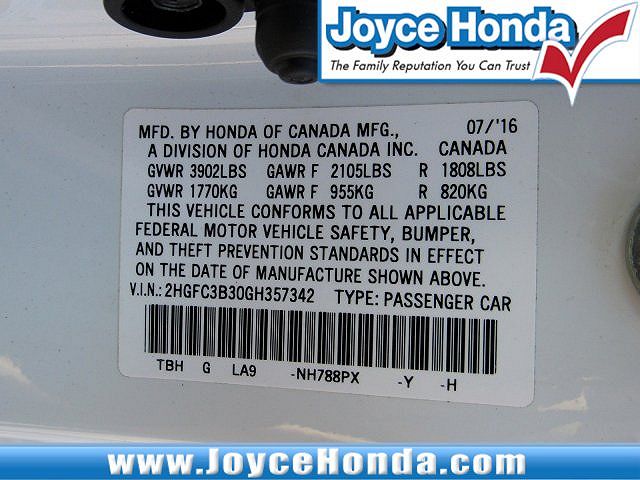 Joyce Honda
The Family Reputation You Can Trust
MFD. BY HONDA OF CANADA MFG., 07/'16
A DIVISION OF HONDA CANADA INC. CANADA
GVWR 3902LBS GAWR F 2105LBS R 1808LBS
GVWR 1770KG GAWR F 955KG R 820KG
THIS VEHICLE CONFORMS TO ALL APPLICABLE
FEDERAL MOTOR VEHICLE SAFETY, BUMPER,
AND THEFT PREVENTION STANDARDS IN EFFECT
ON THE DATE OF MANUFACTURE SHOWN ABOVE.
V.I.N.: 2HGFC3B30GH357342 TYPE: PASSENGER CAR
TBH G LA9 -NH788PX -Y -H
www.JoyceHonda.com